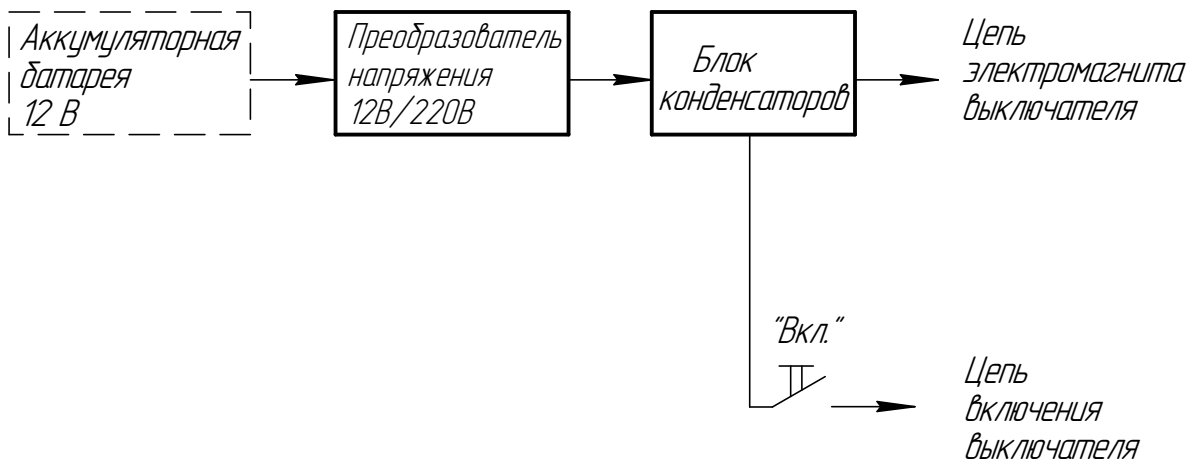 Аккумуляторная
батарея
12 В
Преобразователь
напряжения
12В/220В
Блок
конденсаторов
Цепь
электромагнита
выключателя
"Вкл."
Цепь
включения
выключателя